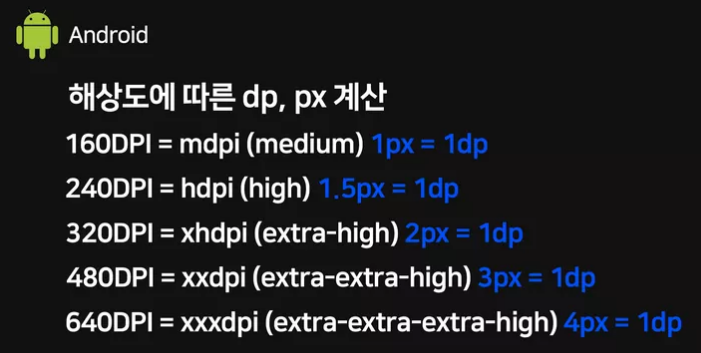 Android
해상도에 따른 dp, px 계산
160DPI = mdpi (medium) 1px = 1dp
240DPI = hdpi (high) 1.5px = 1dp
320DPI = xhdpi (extra-high) 2px = 1dp
480DPI = xxdpi (extra-extra-high) 3px = 1dp
640DPI = xxxdpi (extra-extra-extra-high) 4px = 1dp